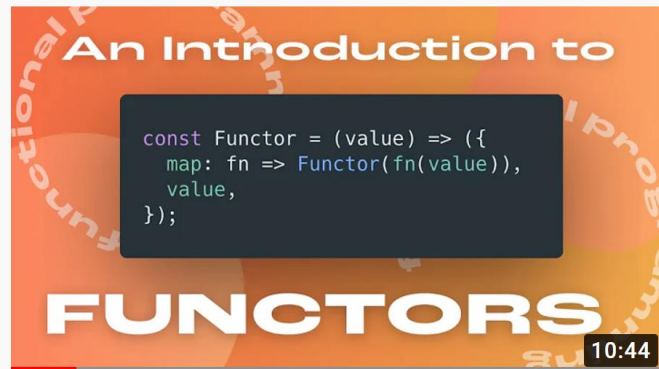 An Introduction to
const Functor = (value) => ({
  map: fn => Functor(fn(value)),
  value,
});
FUNCTORS
10:44